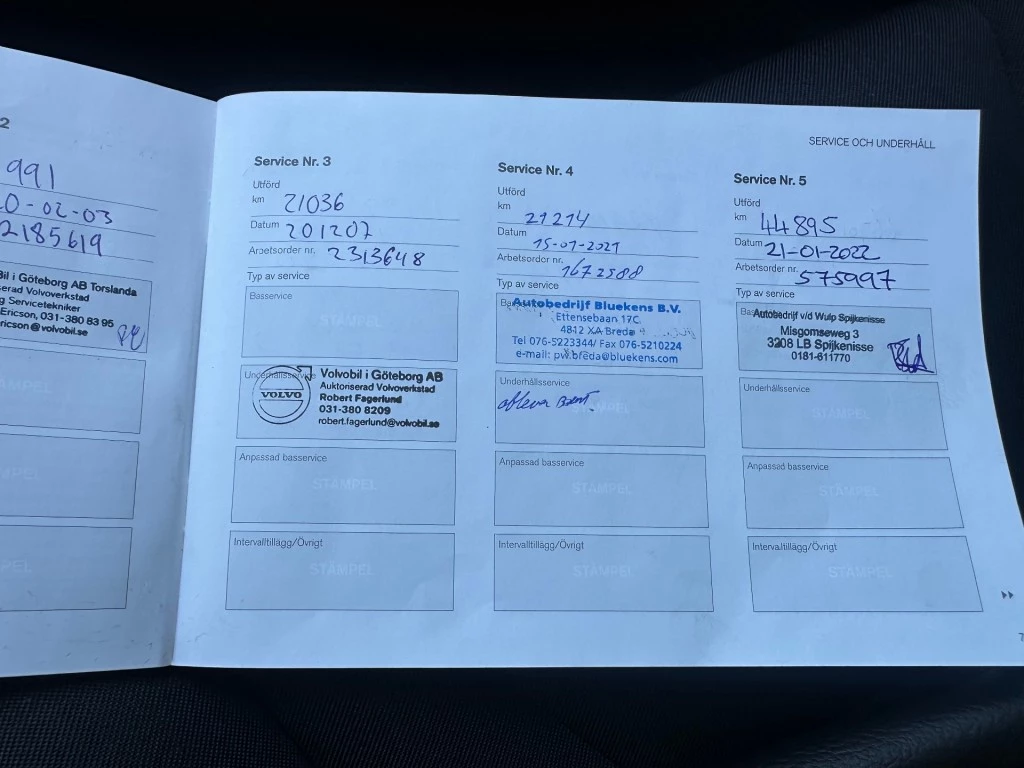 2
991
0-02-03
2185619
Bil i Göteborg AB Torslanda
serad Volvoverkstad
g Servicetekniker
Ericson, 031-380 83 95
ricson@volvobil.se
STÄMPEL
SERVICE OCH UNDERHÅLL
Service Nr. 3
Utförd
km 21036
Datum 201207
Arbetsorder nr. 2313648
Typ av service
Basservice
STÄMPEL
Underhållsservice
VOLVO
Volvobil i Göteborg AB
Auktonserad Volvoverkstad
Robert Fagerlund
031-380 8209
robert.fagerlund@volvobil.se
Anpassad basservice
STÄMPEL
Intervalltillägg/Övrigt
STÄMPEL
Service Nr. 4
Utförd
km 21214
Datum 15-01-2021
Arbetsorder nr. 1672588
Typ av service
Autobedrijf Bluekens B.V.
Ettensebaan 17C.
4812 XA Breda
Tel 076-5223344/ Fax 076-5210224
e-mail: pw.breda@bluekens.com
Underhållsservice
STÄMPEL
Anpassad basservice
STÄMPEL
Intervalltillägg/Övrigt
STÄMPEL
Service Nr. 5
Utförd
km 44895
Datum 21-01-2022
Arbetsorder nr. 575997
Typ av service
Autobedrijf v/d Wulp Spijkenisse
Misgomseweg 3
3208 LB Spijkenisse
0181-611770
Underhållsservice
STÄMPEL
Anpassad basservice
STÄMPEL
Intervalltillägg/Övrigt
STÄMPEL